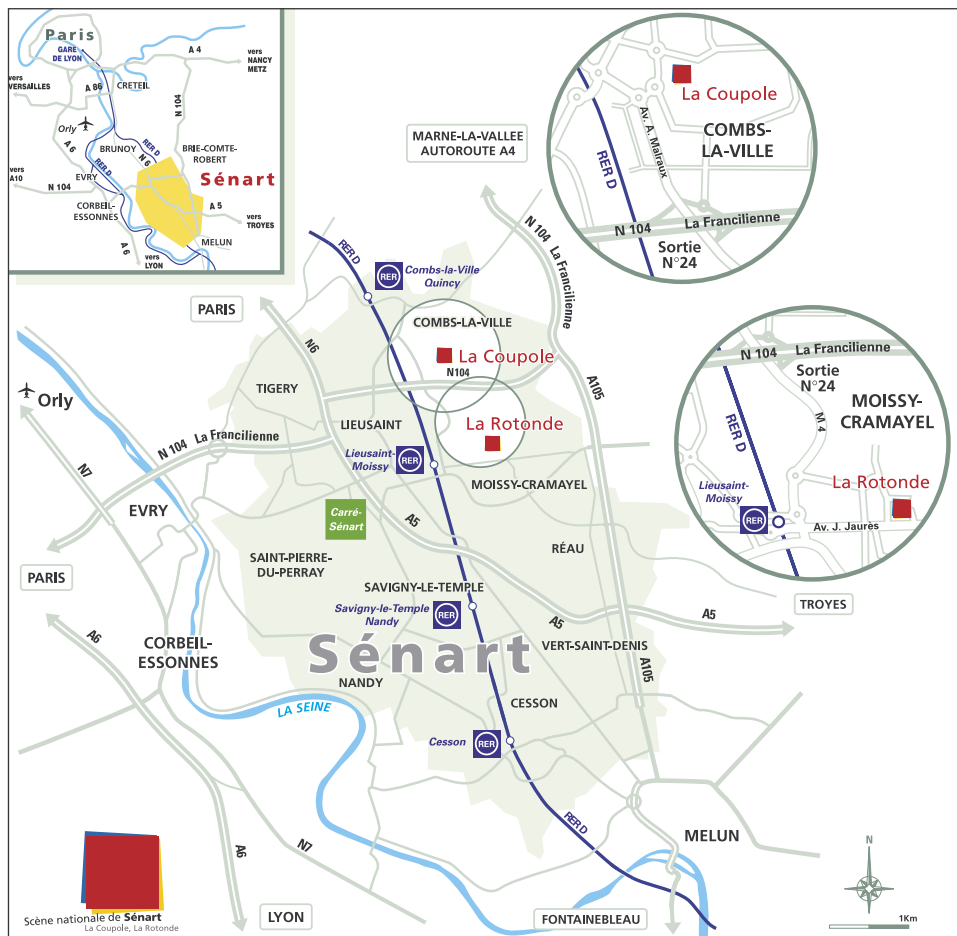 Paris
GARE
DE LYON
vers
VERSAILLES
A 4
vers
NANCY
METZ
A 86
CRETEIL
N 104
Orly
A 6
BRUNOY
RER D
N 6
BRIE-COMTE-
ROBERT
RER D
vers
A10
EVRY
N 104
Sénart
CORBEIL-
ESSONNES
A 5
vers
TROYES
A 6
MELUN
vers
LYON
La Coupole
COMBS-
LA-VILLE
Av. A. Malraux
RER D
N 104
La Francilienne
Sortie
N°24
MARNE-LA-VALLEE
AUTOROUTE A4
N 104 La Francilienne
RER D
RER
Combs-la-Ville
Quincy
PARIS
N6
COMBS-LA-VILLE
La Coupole
N104
TIGERY
A105
La Rotonde
LIEUSAINT
Lieusaint-
Moissy
RER
MOISSY-CRAMAYEL
N 104
La Francilienne
Sortie
N°24
MOISSY-
CRAMAYEL
M 4
RER D
Lieusaint-
Moissy
RER
La Rotonde
Av. J. Jaurès
Orly
N7
N 104 La Francilienne
EVRY
Carré-
Sénart
A5
RÉAU
SAINT-PIERRE-
DU-PERRAY
PARIS
SAVIGNY-LE-TEMPLE
Savigny-le-Temple
Nandy
RER
A5
A5
TROYES
A6
CORBEIL-
ESSONNES
Sénart
VERT-SAINT-DENIS
A105
NANDY
CESSON
LA SEINE
Cesson
RER
RER D
MELUN
A6
N7
RER D
N
LYON
FONTAINEBLEAU
1Km
Scène nationale de Sénart
La Coupole, La Rotonde